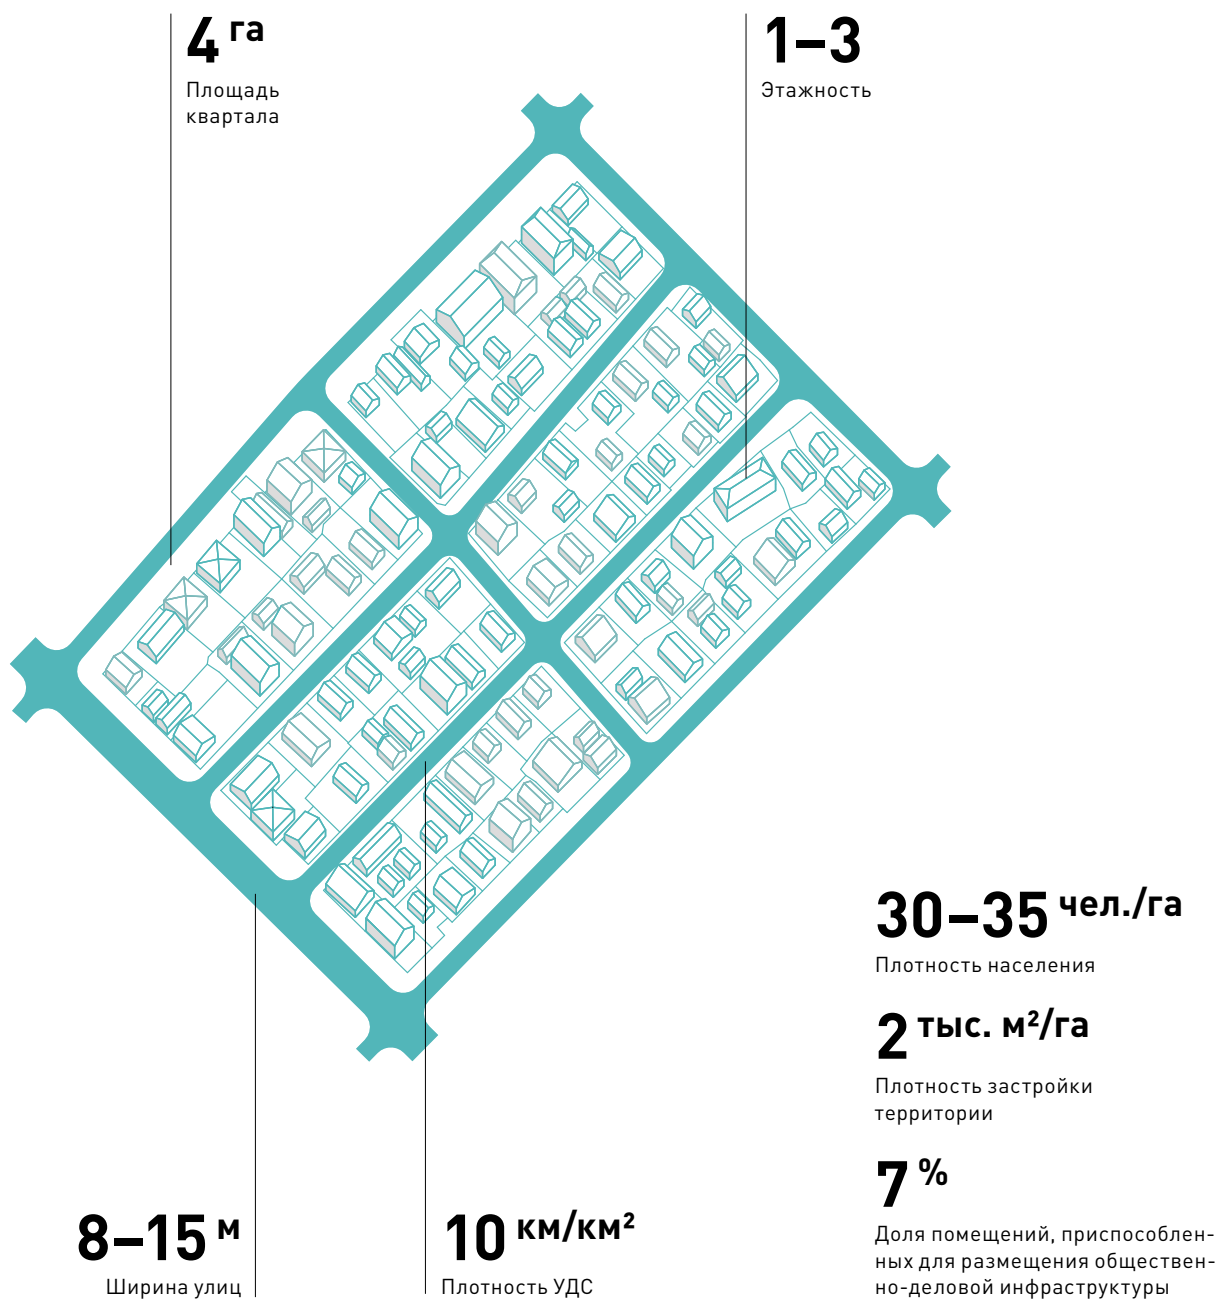 4 га
Площадь
квартала
1–3
Этажность
30–35 чел./га
Плотность населения
2 тыс. м²/га
Плотность застройки
территории
7 %
Доля помещений, приспособлен-
ных для размещения обществен-
но-деловой инфраструктуры
8–15 м
Ширина улиц
10 км/км²
Плотность УДС